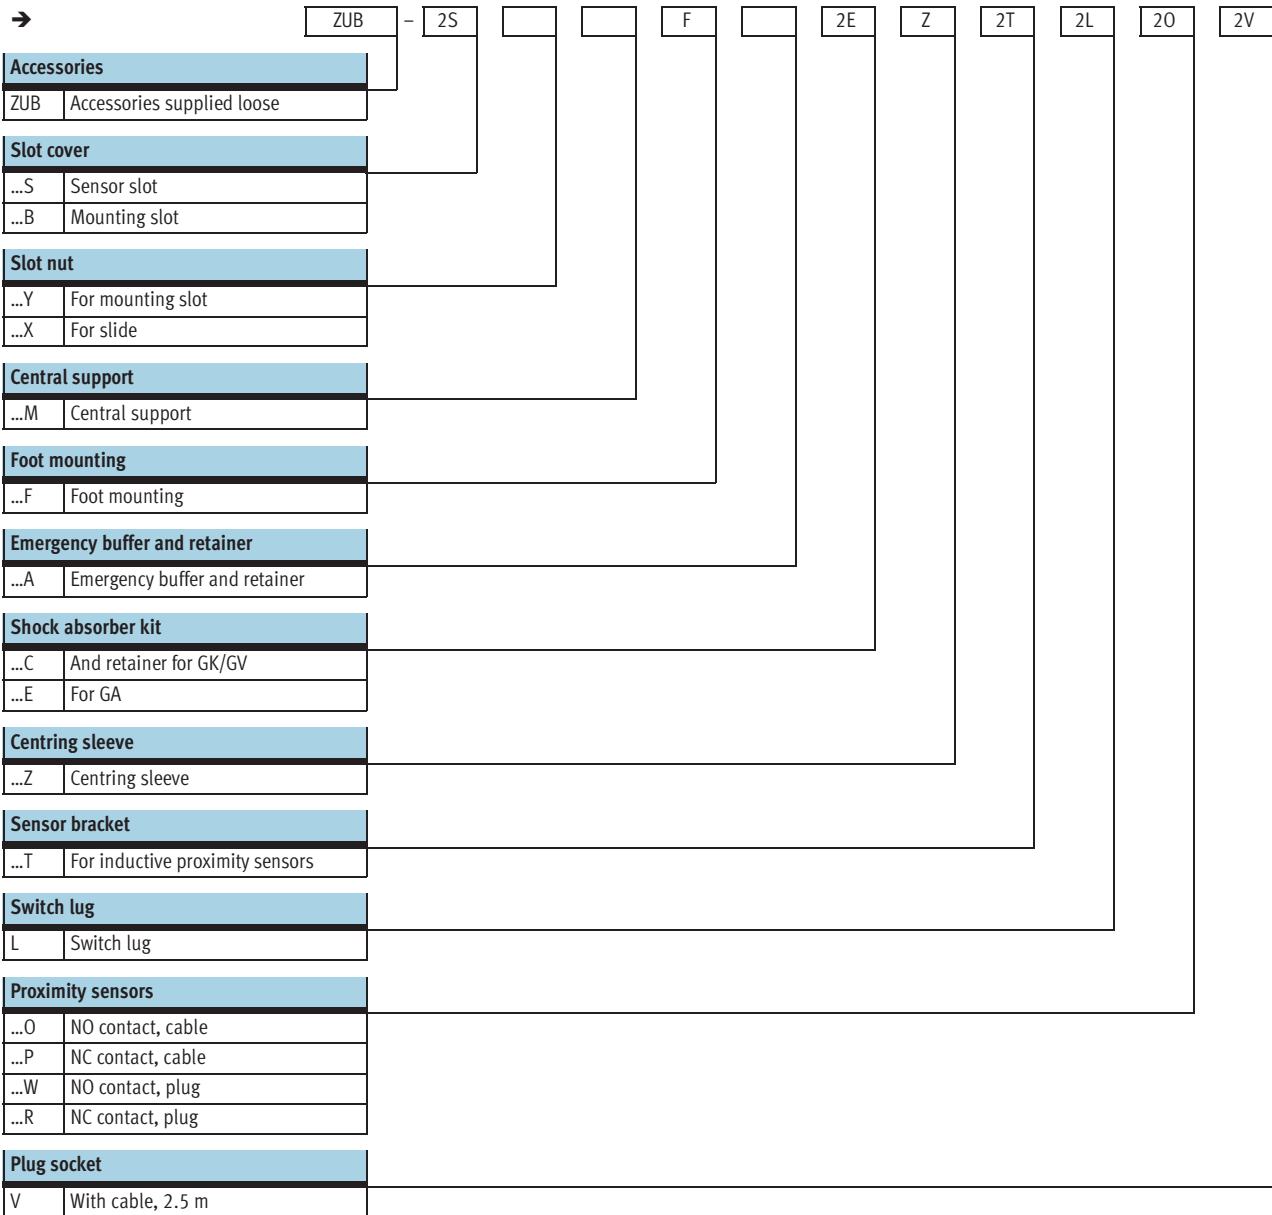 ➔ ZUB – 2S F 2E Z 2T 2L 2O 2V
Accessories
ZUB Accessories supplied loose
Slot cover
...S Sensor slot
...B Mounting slot
Slot nut
...Y For mounting slot
...X For slide
Central support
...M Central support
Foot mounting
...F Foot mounting
Emergency buffer and retainer
...A Emergency buffer and retainer
Shock absorber kit
...C And retainer for GK/GV
...E For GA
Centring sleeve
...Z Centring sleeve
Sensor bracket
...T For inductive proximity sensors
Switch lug
L Switch lug
Proximity sensors
...O NO contact, cable
...P NC contact, cable
...W NO contact, plug
...R NC contact, plug
Plug socket
V With cable, 2.5 m